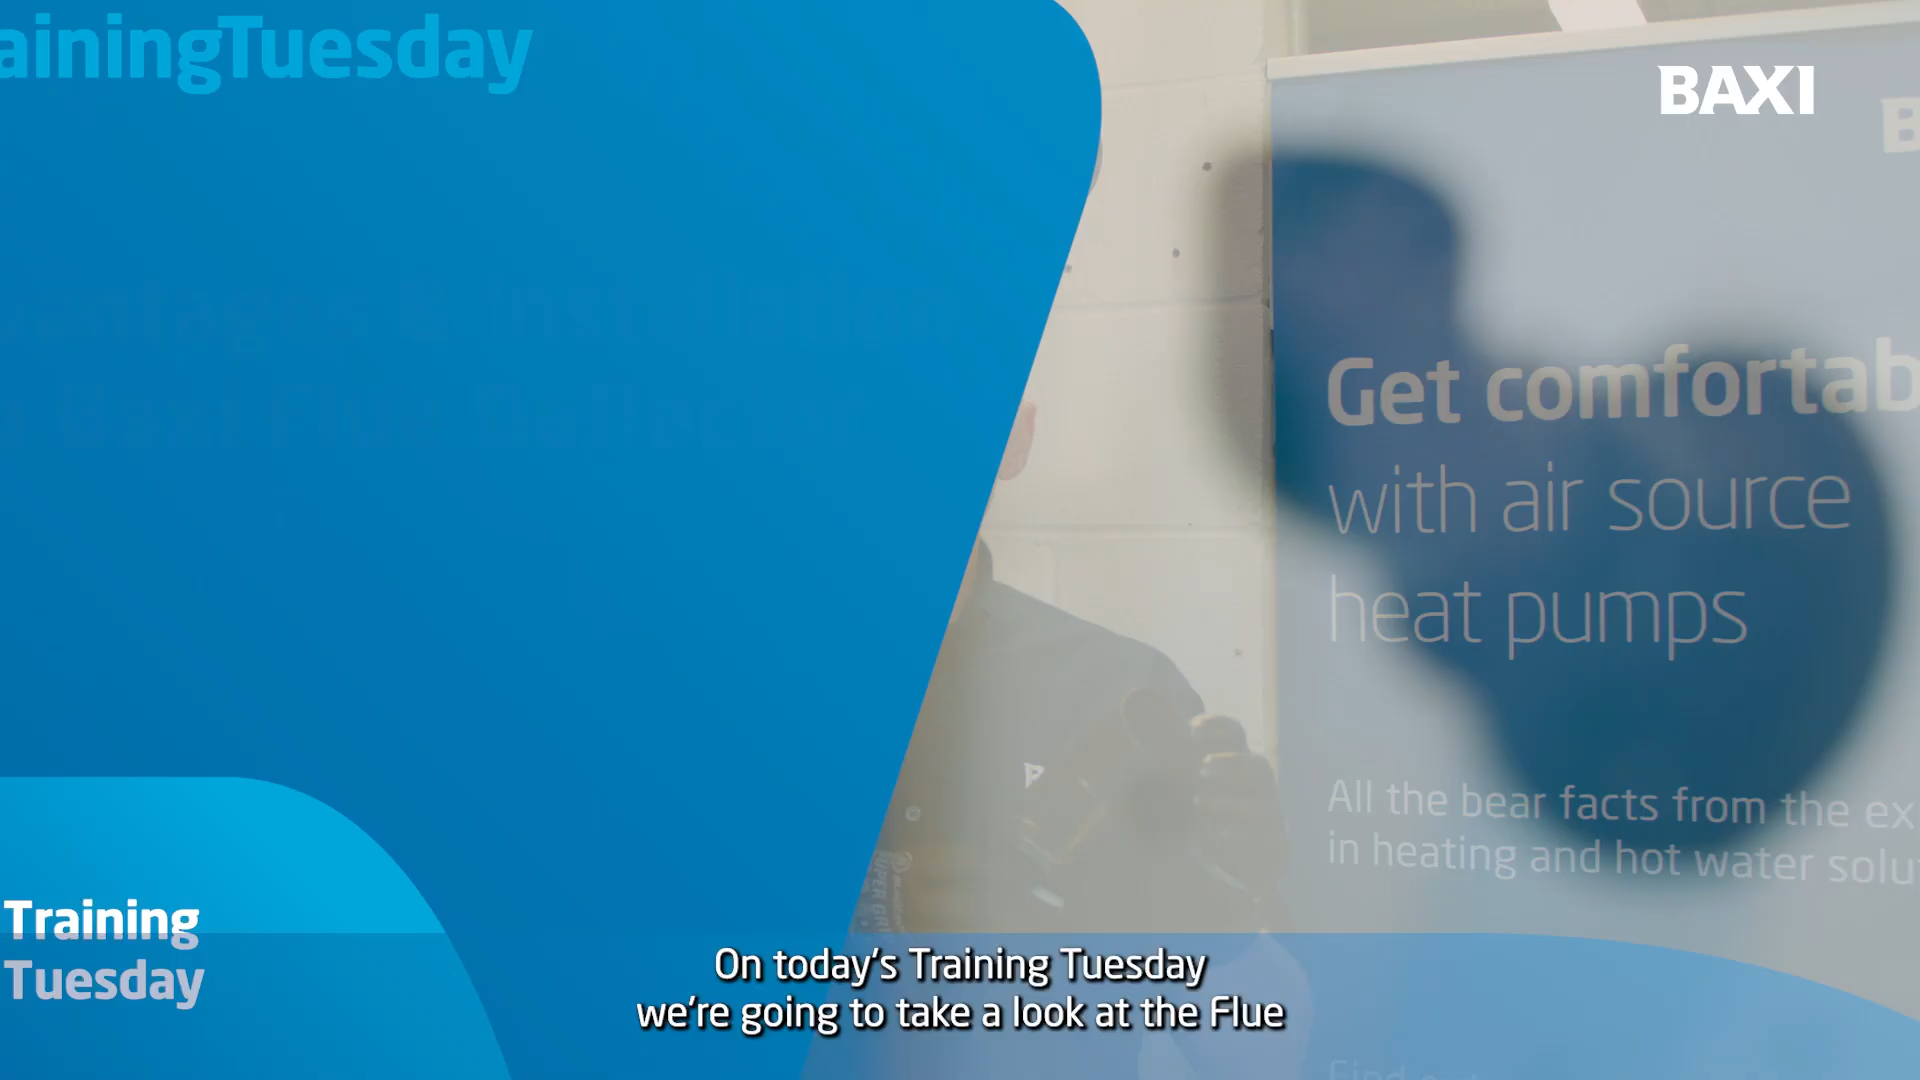 ainingTuesday
BAXI
B
Get comfortab
with air source
heat pumps
All the bear facts from the ex
in heating and hot water solu
Training
Tuesday
On today's Training Tuesday
we're going to take a look at the Flue